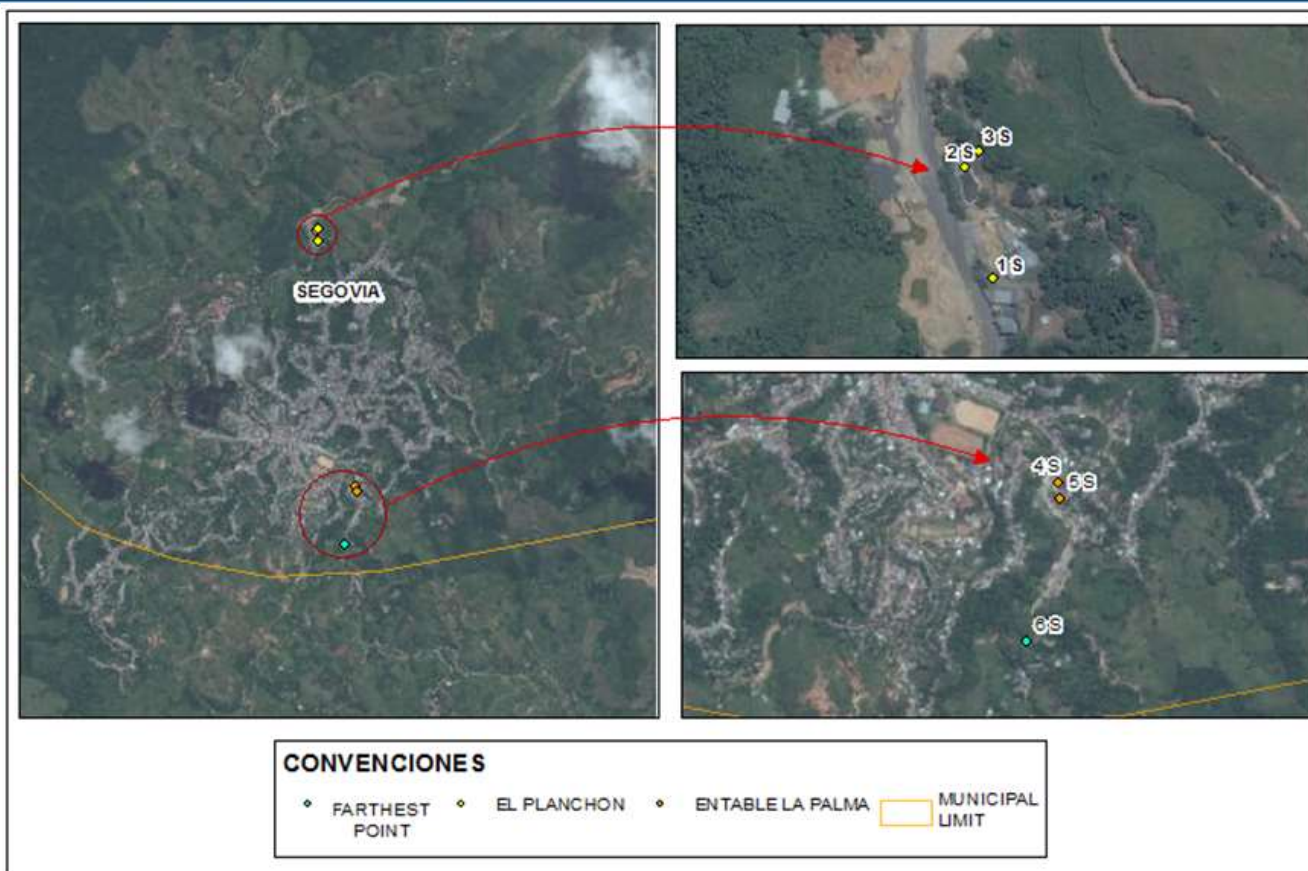 SEGOVIA
3 S
2 S
1 S
4 S
5 S
6 S
CONVENCIONES
FARTHEST
POINT
EL PLANCHON
ENTABLE LA PALMA
MUNICIPAL
LIMIT